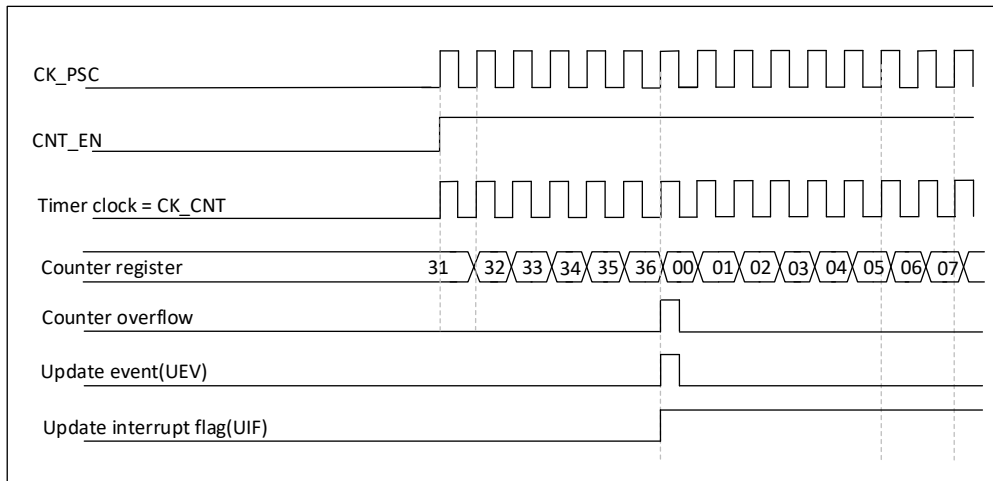 CK_PSC
CNT_EN
Timer clock = CK_CNT
Counter register 31 32 33 34 35 36 00 01 02 03 04 05 06 07
Counter overflow
Update event(UEV)
Update interrupt flag(UIF)